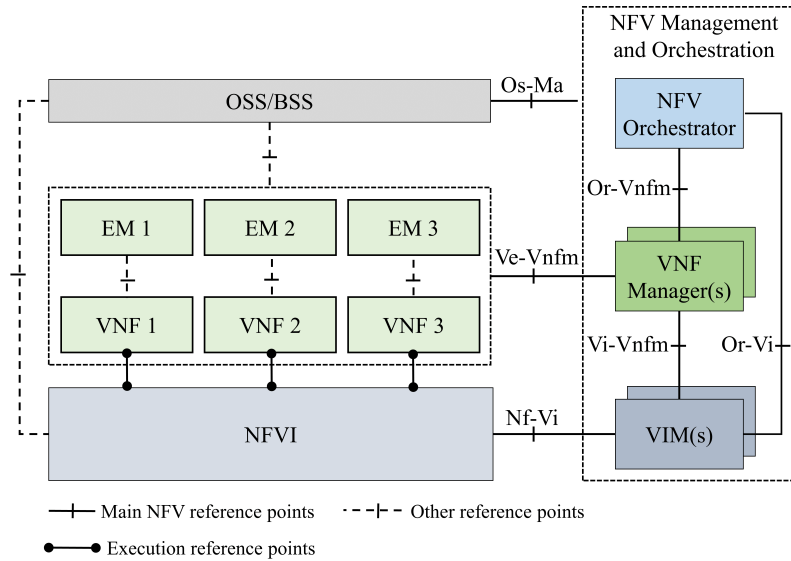 NFV Management
and Orchestration
OSS/BSS
Os-Ma
NFV
Orchestrator
Or-Vnfm
EM 1
EM 2
EM 3
Ve-Vnfm
VNF
Manager(s)
VNF 1
VNF 2
VNF 3
Vi-Vnfm
Or-Vi
NFVI
Nf-Vi
VIM(s)
Main NFV reference points
Other reference points
Execution reference points